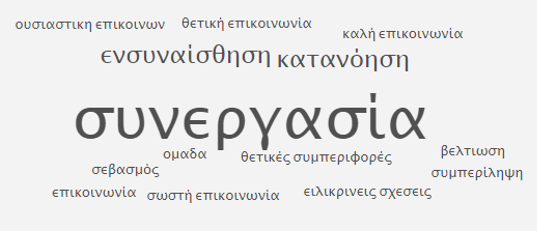 ουσιαστικη επικοινων
θετική επικοινωνία
καλή επικοινωνία
ενσυναίσθηση
κατανόηση
συνεργασία
ομαδα
θετικές συμπεριφορές
βελτιωση
σεβασμός
συμπερίληψη
επικοινωνία
σωστή επικοινωνία
ειλικρινεις σχεσεις